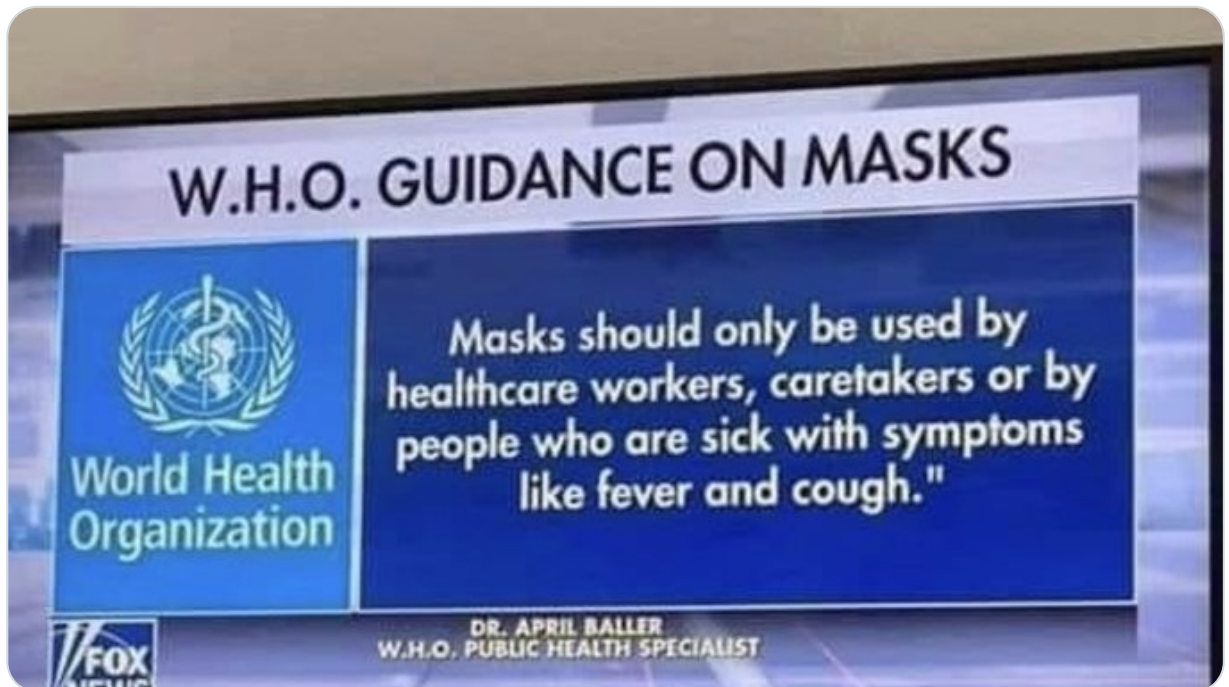 W.H.O. GUIDANCE ON MASKS
World Health
Organization
Masks should only be used by
healthcare workers, caretakers or by
people who are sick with symptoms
like fever and cough."
DR. APRIL BALLER
W.H.O. PUBLIC HEALTH SPECIALIST
FOX
NEWS